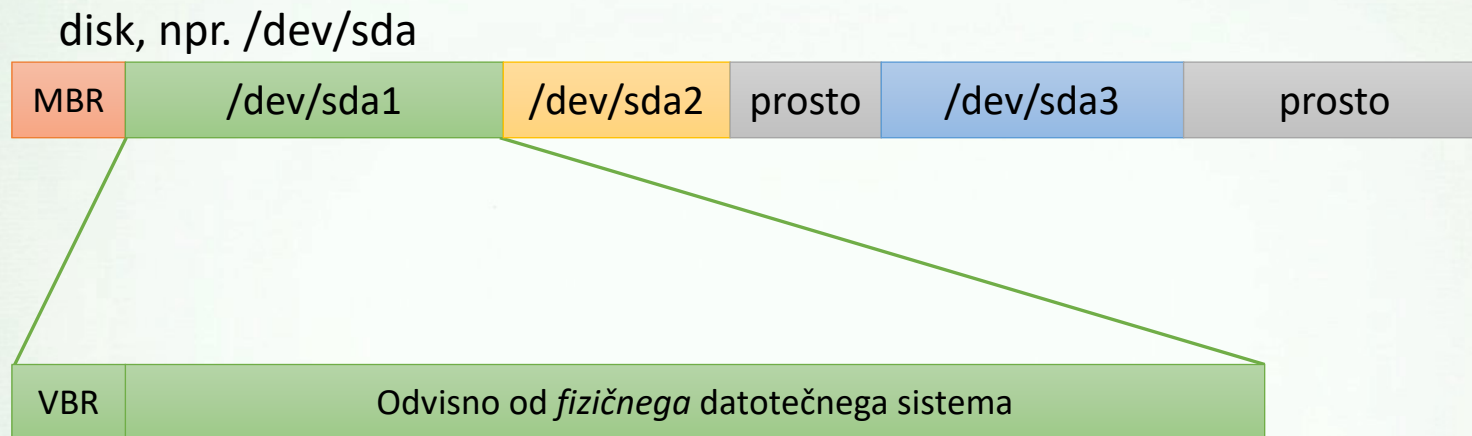 disk, npr. /dev/sda
MBR /dev/sda1 /dev/sda2 prosto /dev/sda3 prosto
VBR Odvisno od fizičnega datotečnega sistema